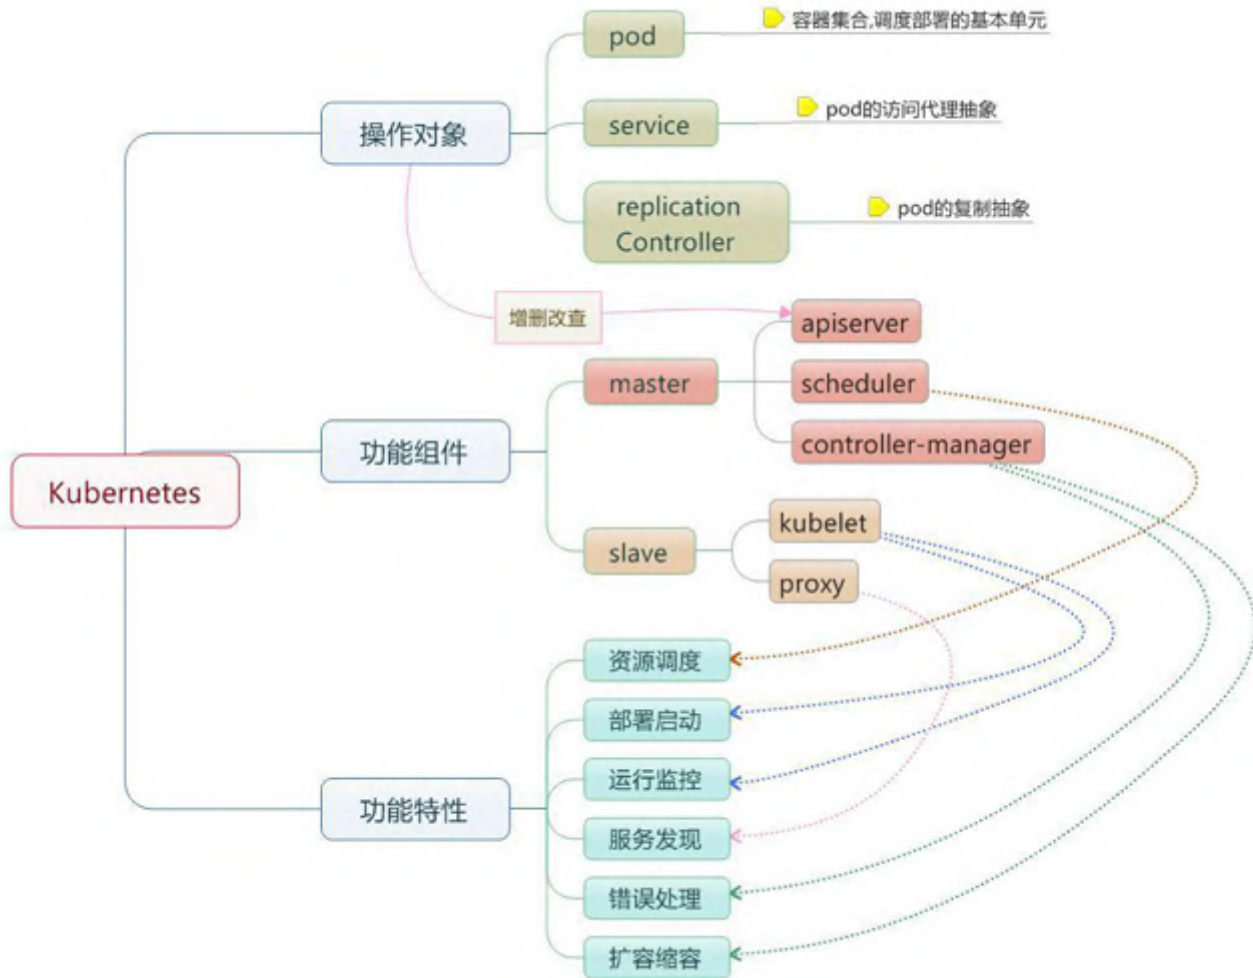 pod
容器集合,调度部署的基本单元
操作对象
service
pod的访问代理抽象
replication
Controller
pod的复制抽象
增删改查
apiserver
master
scheduler
功能组件
controller-manager
Kubernetes
kubelet
slave
proxy
资源调度
部署启动
运行监控
功能特性
服务发现
错误处理
扩容缩容